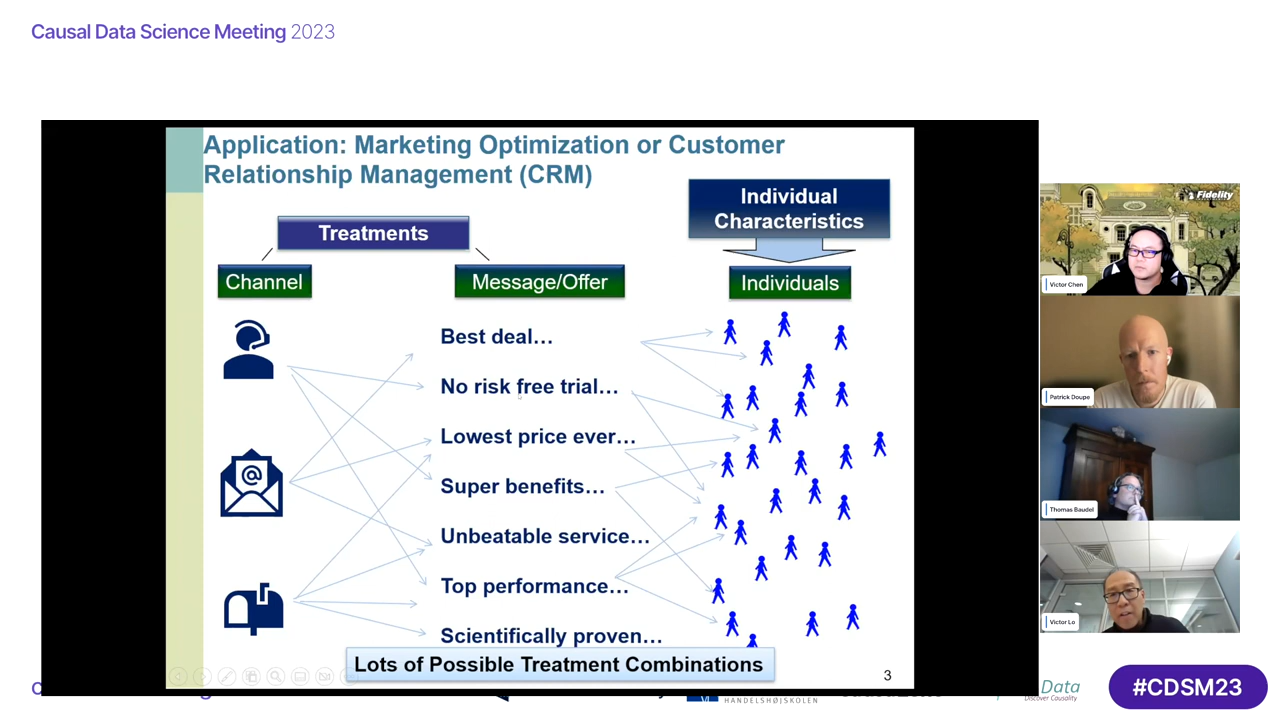 Causal Data Science Meeting 2023
Application: Marketing Optimization or Customer
Relationship Management (CRM)
Individual
Characteristics
Treatments
Channel
Message/Offer
Individuals
Best deal…
No risk free trial…
Lowest price ever…
Super benefits…
Unbeatable service…
Top performance…
Scientifically proven…
Lots of Possible Treatment Combinations
3
Fidelity
Victor Chen
Patrick Doupe
Thomas Baudel
Victor Lo
HANDELSHØJSKOLEN
Data
Discover Causality
#CDSM23